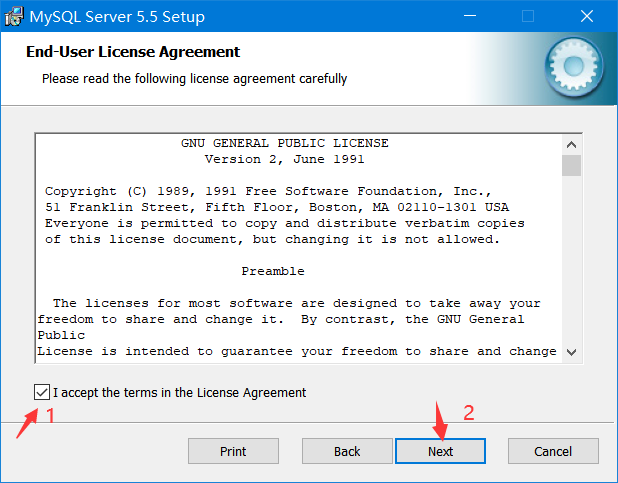 MySQL Server 5.5 Setup
End-User License Agreement
Please read the following license agreement carefully
GNU GENERAL PUBLIC LICENSE
Version 2, June 1991
Copyright (C) 1989, 1991 Free Software Foundation, Inc.,
51 Franklin Street, Fifth Floor, Boston, MA 02110-1301 USA
Everyone is permitted to copy and distribute verbatim copies
of this license document, but changing it is not allowed.
Preamble
The licenses for most software are designed to take away your
freedom to share and change it. By contrast, the GNU General
Public
License is intended to guarantee your freedom to share and change
I accept the terms in the License Agreement
1
2
Print Back Next Cancel